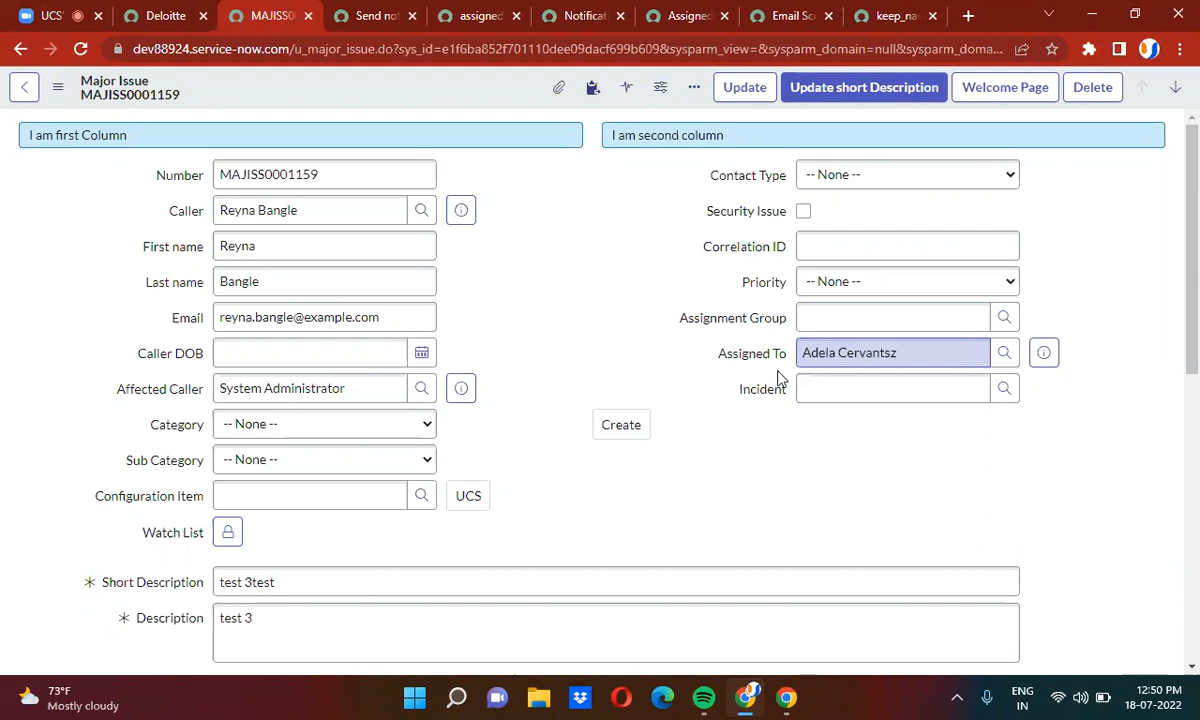 UCS'
Deloitte
MAJISS0
Send not
assigned
Notificat
Assigned
Email Scr
keep_nav
dev88924.service-now.com/u_major_issue.do?sys_id=e1f6ba852f701110dee09dacf699b609&sysparm_view=&sysparm_domain=null&sysparm_doma...
Major Issue
MAJISS0001159
Update
Update short Description
Welcome Page
Delete
I am first Column
I am second column
Number MAJISS0001159
Contact Type -- None --
Caller Reyna Bangle
Security Issue
First name Reyna
Correlation ID
Last name Bangle
Priority -- None --
Email reyna.bangle@example.com
Assignment Group
Caller DOB
Assigned To Adela Cervantsz
Affected Caller System Administrator
Incident
Category -- None --
Create
Sub Category -- None --
Configuration Item UCS
Watch List
Short Description test 3test
Description test 3
73°F
Mostly cloudy
ENG
IN
12:50 PM
18-07-2022